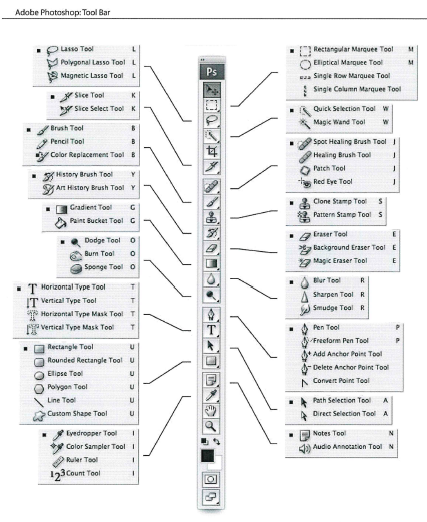 Adobe Photoshop: Tool Bar
Lasso Tool L
Polygonal Lasso Tool L
Magnetic Lasso Tool L
Slice Tool K
Slice Select Tool K
Brush Tool B
Pencil Tool B
Color Replacement Tool B
History Brush Tool Y
Art History Brush Tool Y
Gradient Tool G
Paint Bucket Tool G
Dodge Tool O
Burn Tool O
Sponge Tool O
Horizontal Type Tool T
Vertical Type Tool T
Horizontal Type Mask Tool T
Vertical Type Mask Tool T
Rectangle Tool U
Rounded Rectangle Tool U
Ellipse Tool U
Polygon Tool U
Line Tool U
Custom Shape Tool U
Eyedropper Tool I
Color Sampler Tool I
Ruler Tool I
123 Count Tool I
Ps
T
Rectangular Marquee Tool M
Elliptical Marquee Tool M
Single Row Marquee Tool
Single Column Marquee Tool
Quick Selection Tool W
Magic Wand Tool W
Spot Healing Brush Tool J
Healing Brush Tool J
Patch Tool J
Red Eye Tool J
Clone Stamp Tool S
Pattern Stamp Tool S
Eraser Tool E
Background Eraser Tool E
Magic Eraser Tool E
Blur Tool R
Sharpen Tool R
Smudge Tool R
Pen Tool P
Freeform Pen Tool P
Add Anchor Point Tool
Delete Anchor Point Tool
Convert Point Tool
Path Selection Tool A
Direct Selection Tool A
Notes Tool N
Audio Annotation Tool N